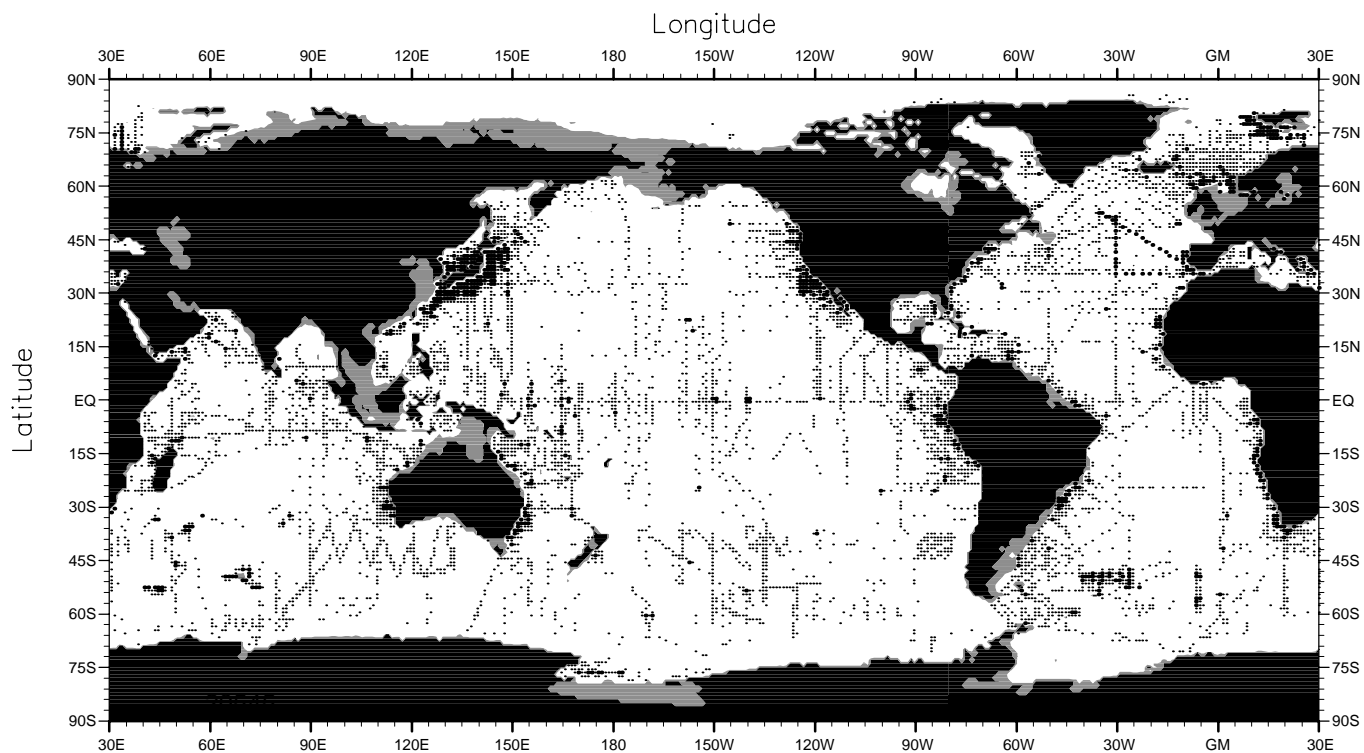 Longitude
30E 60E 90E 120E 150E 180 150W 120W 90W 60W 30W GM 30E
90N 90N
75N 75N
60N 60N
45N 45N
30N 30N
15N 15N
Latitude
EQ EQ
15S 15S
30S 30S
45S 45S
60S 60S
75S 75S
90S 90S
30E 60E 90E 120E 150E 180 150W 120W 90W 60W 30W GM 30E